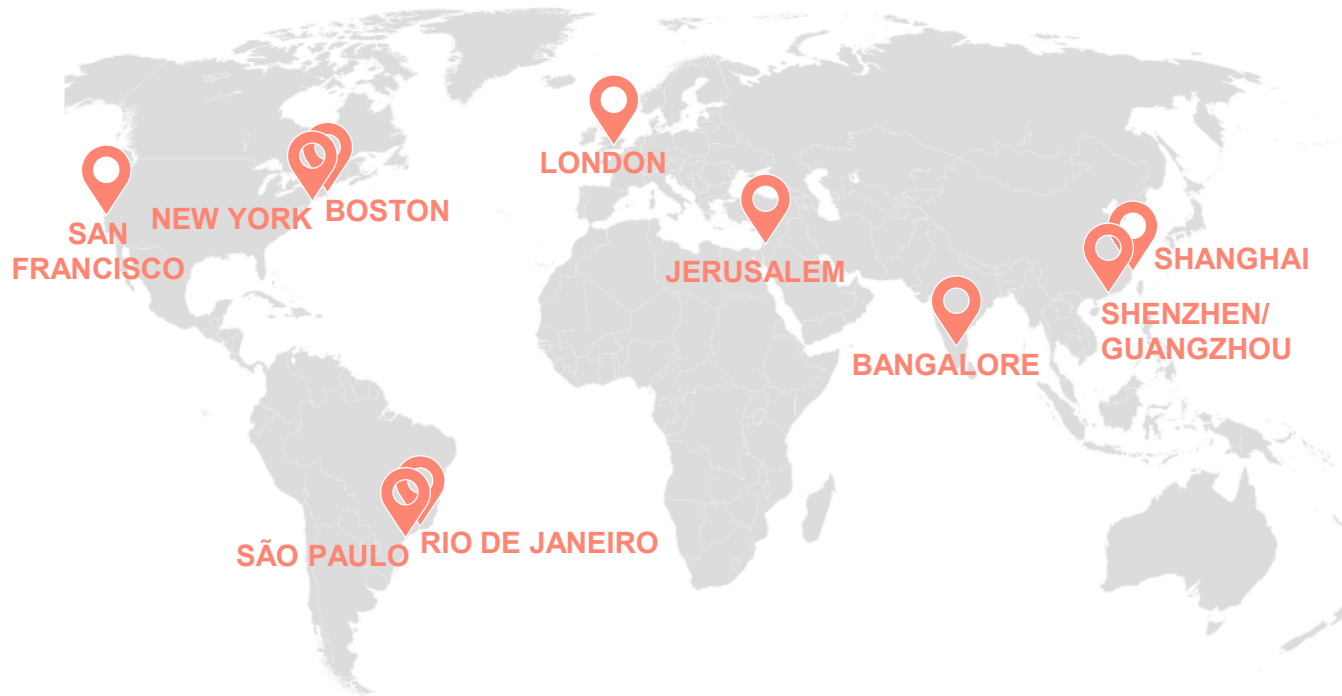 LONDON
NEW YORK
BOSTON
SAN
FRANCISCO
JERUSALEM
SHANGHAI
SHENZHEN/
GUANGZHOU
BANGALORE
SÃO PAULO
RIO DE JANEIRO